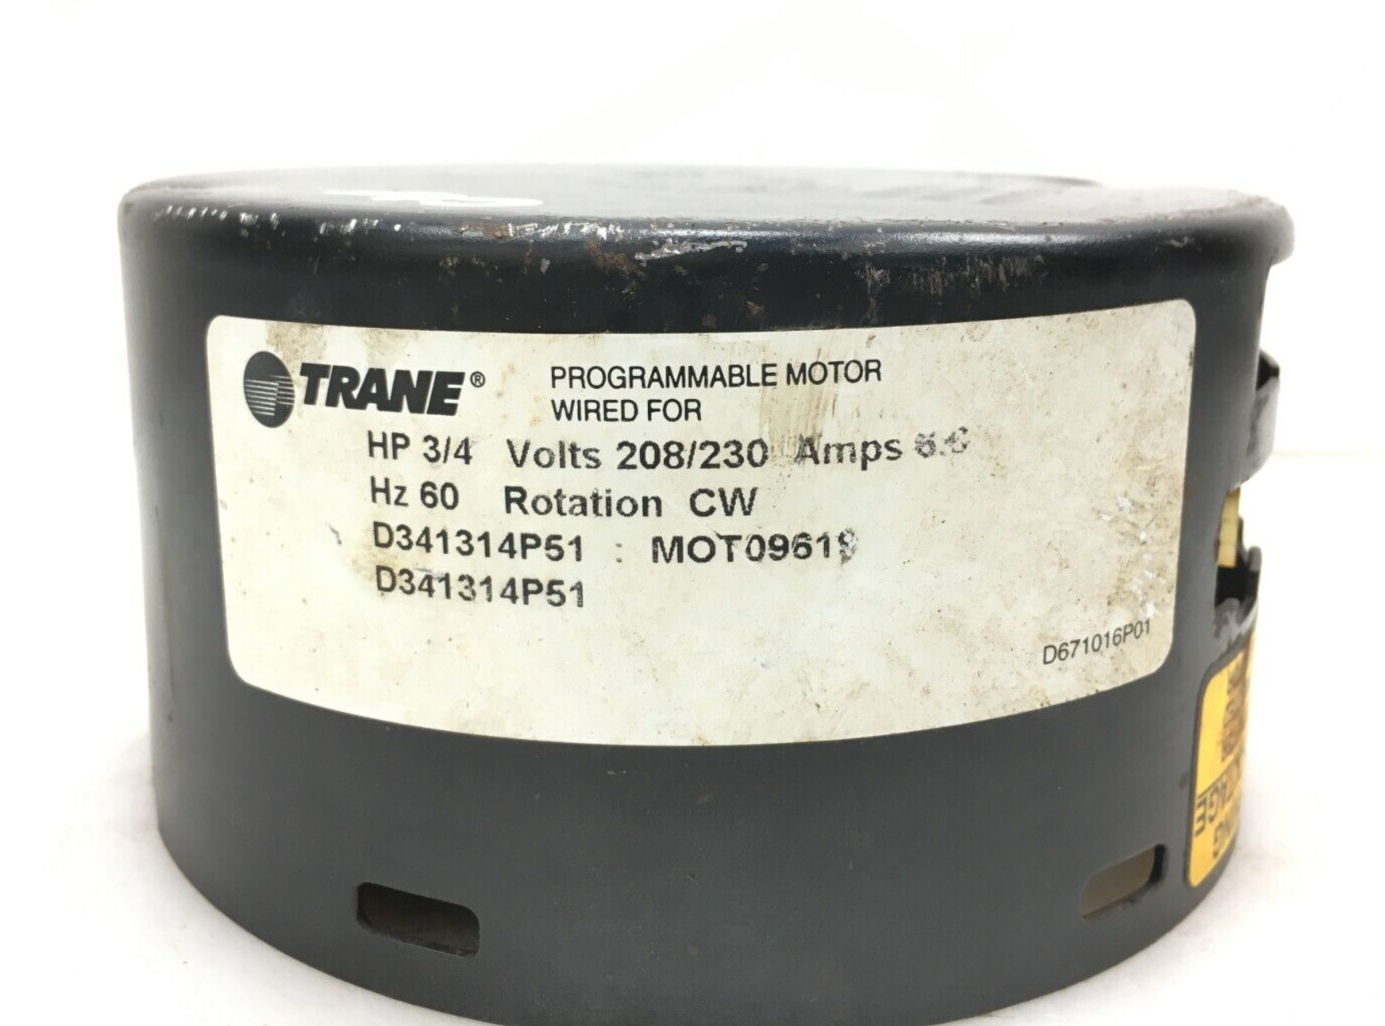 TRANE®
PROGRAMMABLE MOTOR
WIRED FOR
HP 3/4 Volts 208/230 Amps
Hz 60 Rotation CW
D341314P51 : MOT09619
D341314P51
D671016P01